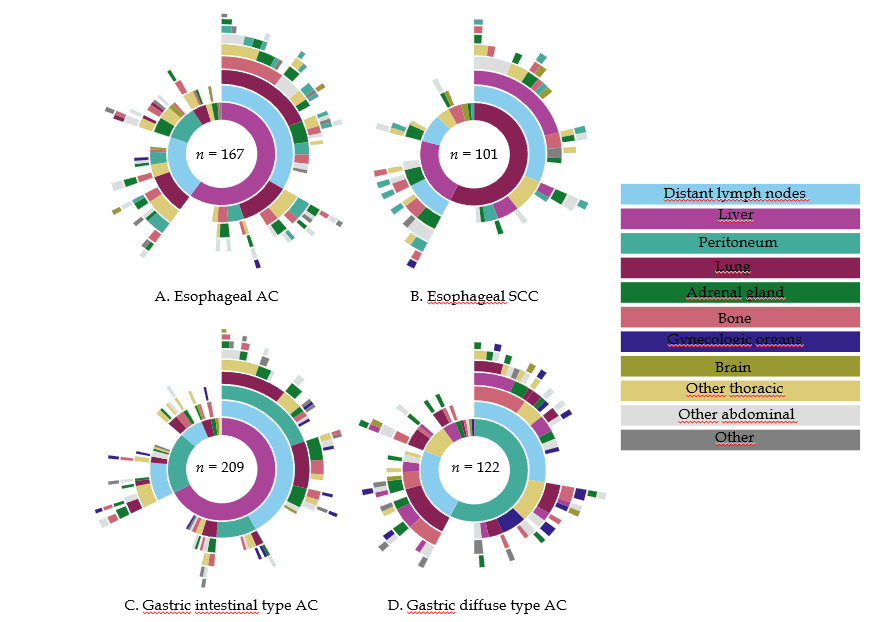 n = 167
n = 101
A. Esophageal AC
B. Esophageal SCC
n = 209
n = 122
C. Gastric intestinal type AC
D. Gastric diffuse type AC
Distant lymph nodes
Liver
Peritoneum
Lung
Adrenal gland
Bone
Gynecologic organs
Brain
Other thoracic
Other abdominal
Other